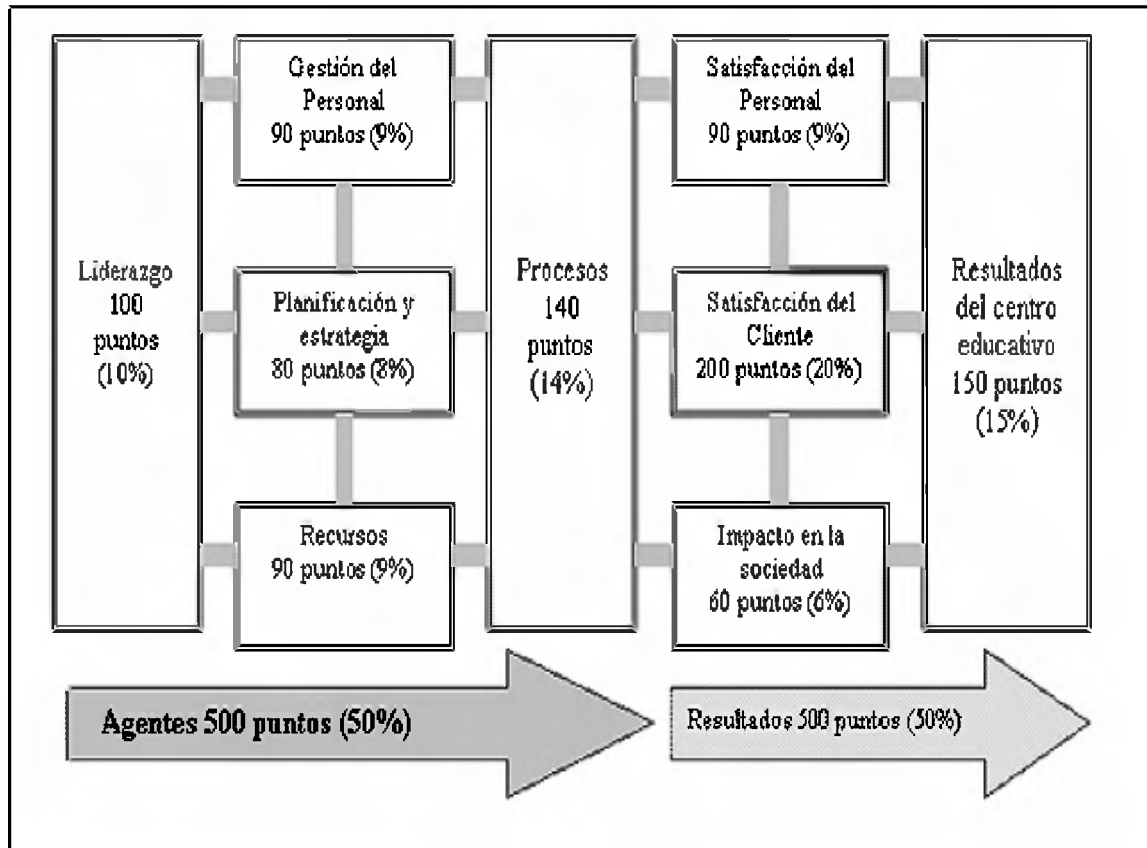 Liderazgo
100
puntos
(10%)
Gestión del
Personal
90 puntos (9%)
Planificación y
estrategia
80 puntos (8%)
Recursos
90 puntos (9%)
Procesos
140
puntos
(14%)
Satisfacción del
Personal
90 puntos (9%)
Satisfacción del
Cliente
200 puntos (20%)
Impacto en la
sociedad
60 puntos (6%)
Resultados
del centro
educativo
150 puntos
(15%)
Agentes 500 puntos (50%)
Resultados 500 puntos (50%)